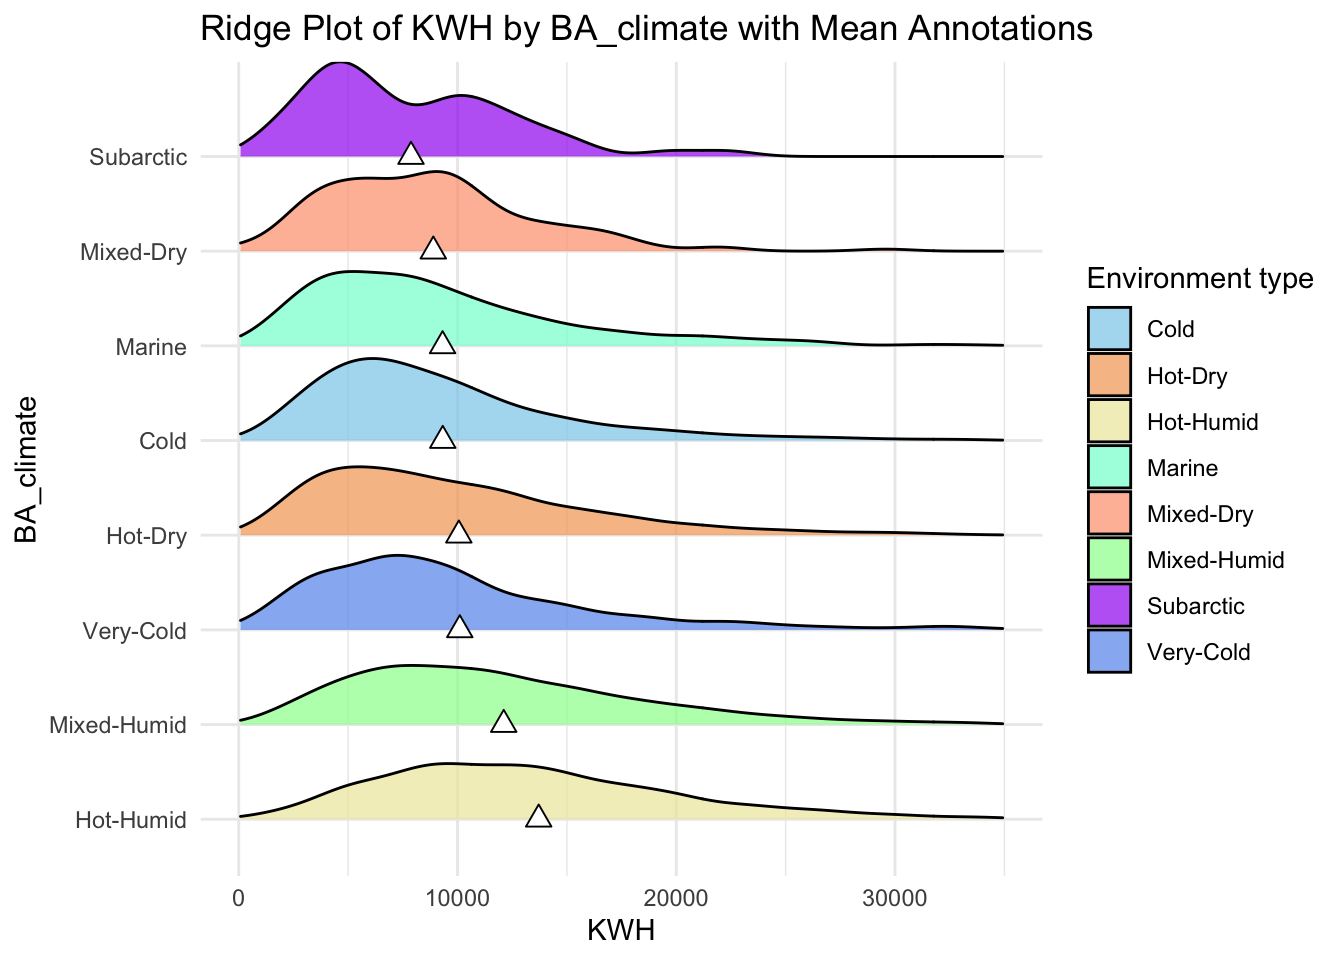 Ridge Plot of KWH by BA_climate with Mean Annotations
BA_climate
Subarctic
Mixed-Dry
Marine
Cold
Hot-Dry
Very-Cold
Mixed-Humid
Hot-Humid
0
10000
20000
30000
KWH
Environment type
Cold
Hot-Dry
Hot-Humid
Marine
Mixed-Dry
Mixed-Humid
Subarctic
Very-Cold